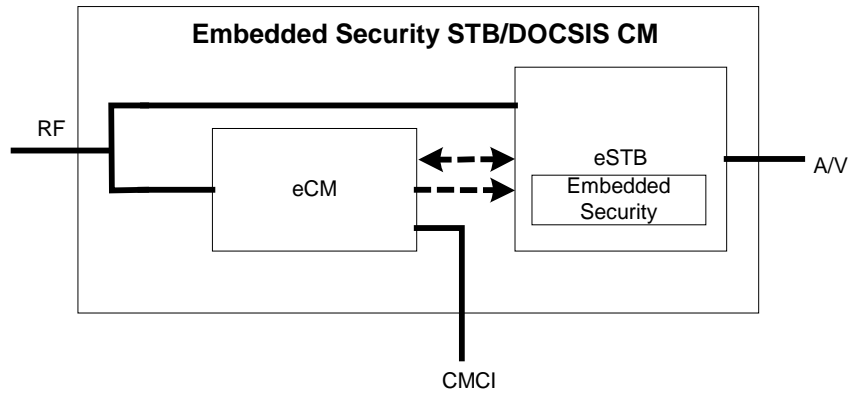 Embedded Security STB/DOCSIS CM
RF
eSTB
A/V
eCM
Embedded
Security
CMCI